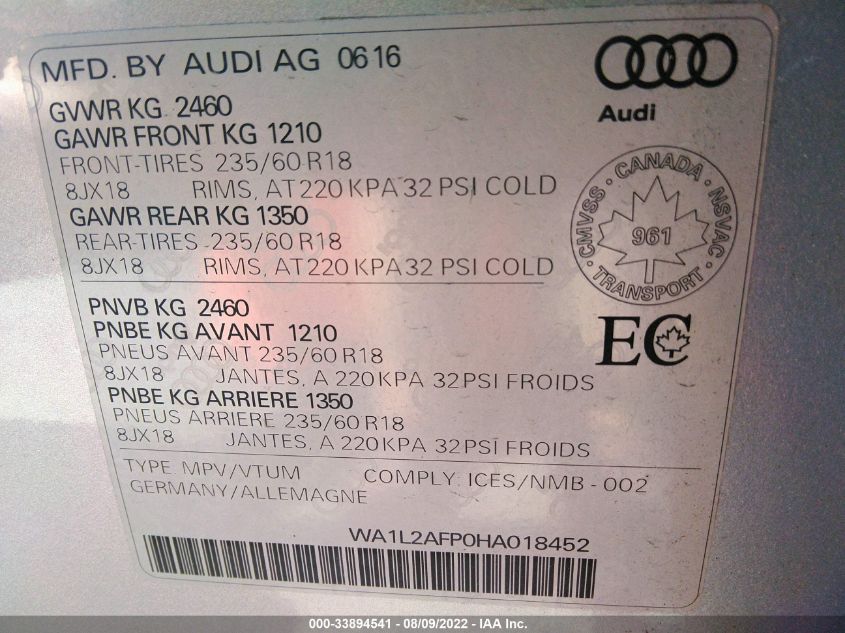 MFD. BY AUDI AG 0616
Audi
GVWR KG 2460
GAWR FRONT KG 1210
FRONT-TIRES 235/60 R18
8JX18 RIMS, AT 220 KPA 32 PSI COLD
GAWR REAR KG 1350
REAR-TIRES 235/60 R18
8JX18 RIMS, AT 220 KPA 32 PSI COLD
CANADA
CMVSS
NSVAC
961
TRANSPORT
EC
PNVB KG 2460
PNBE KG AVANT 1210
PNEUS AVANT 235/60 R18
8JX18 JANTES, A 220 KPA 32PSI FROIDS
PNBE KG ARRIERE 1350
PNEUS ARRIERE 235/60 R18
8JX18 JANTES, A 220 KPA 32PSI FROIDS
TYPE MPV/VTUM COMPLY: ICES/NMB - 002
GERMANY/ALLEMAGNE
WA1L2AFP0HA018452
000-33894541 - 08/09/2022 - IAA Inc.